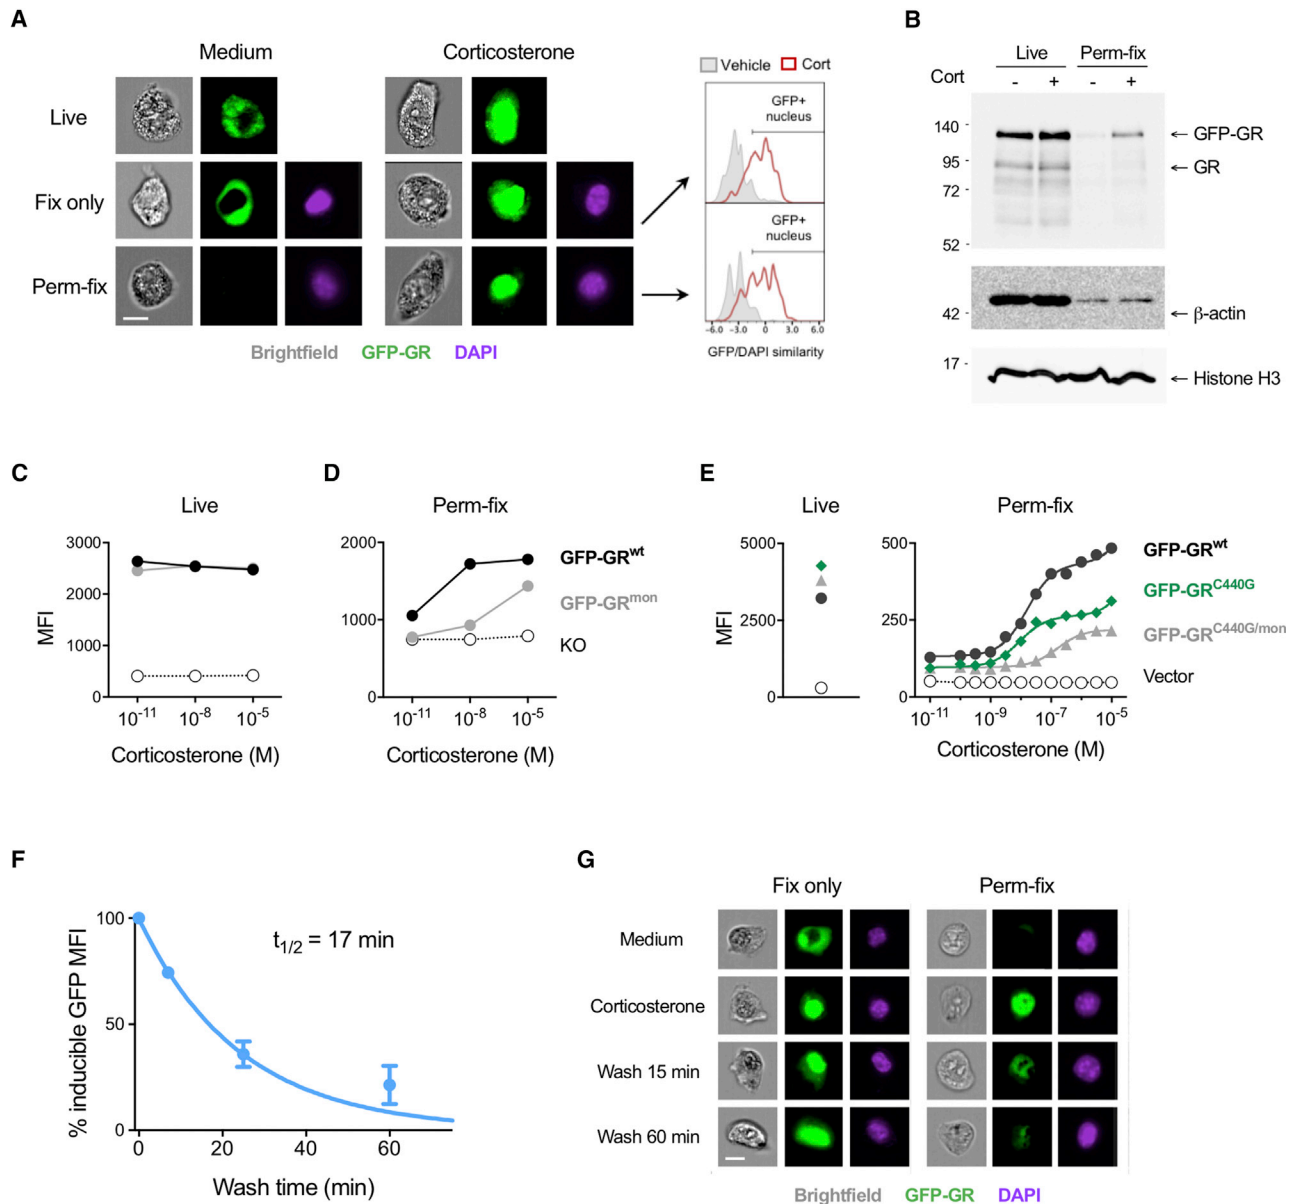 A
Medium
Corticosterone
Live
Fix only
Perm-fix
Brightfield GFP-GR DAPI
Vehicle Cort
GFP+
nucleus
GFP+
nucleus
-6.0 -3.0 0 3.0 6.0
GFP/DAPI similarity
B
Live Perm-fix
Cort - + - +
140 -
95 -
72 -
52 -
42 -
17 -
← GFP-GR
← GR
← β-actin
← Histone H3
C
Live
MFI
3000
2000
1000
0
10-11 10-8 10-5
Corticosterone (M)
D
Perm-fix
2000
1000
0
10-11 10-8 10-5
Corticosterone (M)
GFP-GRwt
GFP-GRmon
KO
E
Live
MFI
5000
2500
0
Perm-fix
500
250
0
10-11 10-9 10-7 10-5
Corticosterone (M)
GFP-GRwt
GFP-GRC440G
GFP-GRC440G/mon
Vector
F
% inducible GFP MFI
100
50
0
t1/2 = 17 min
0 20 40 60
Wash time (min)
G
Fix only Perm-fix
Medium
Corticosterone
Wash 15 min
Wash 60 min
Brightfield GFP-GR DAPI